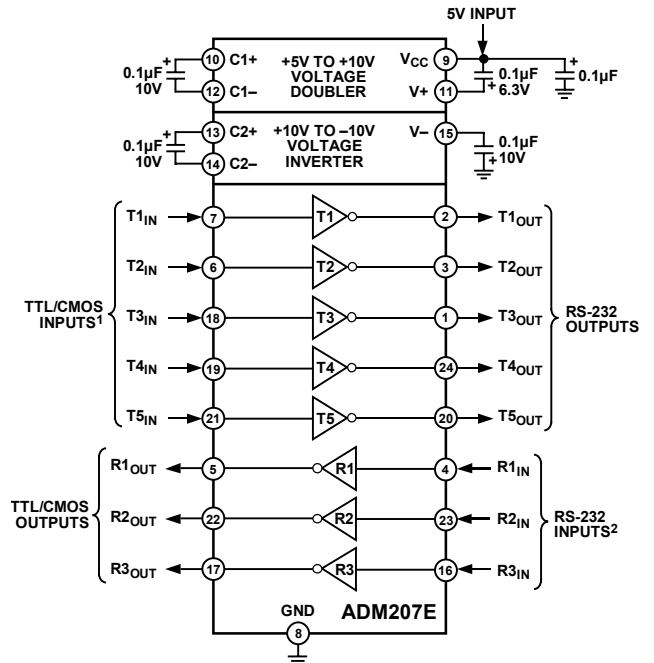 5V INPUT
0.1µF
10V
+
10
C1+
12
C1–
+5V TO +10V
VOLTAGE
DOUBLER
VCC
9
V+
11
0.1µF
6.3V
+
+
0.1µF
0.1µF
10V
+
13
C2+
14
C2–
+10V TO –10V
VOLTAGE
INVERTER
V–
15
0.1µF
10V
+
TTL/CMOS
INPUTS1
T1IN 7 T1 2 T1OUT
T2IN 6 T2 3 T2OUT
T3IN 18 T3 1 T3OUT
T4IN 19 T4 24 T4OUT
T5IN 21 T5 20 T5OUT
RS-232
OUTPUTS
TTL/CMOS
OUTPUTS
R1OUT 5 R1 4 R1IN
R2OUT 22 R2 23 R2IN
R3OUT 17 R3 16 R3IN
RS-232
INPUTS2
GND
8
ADM207E